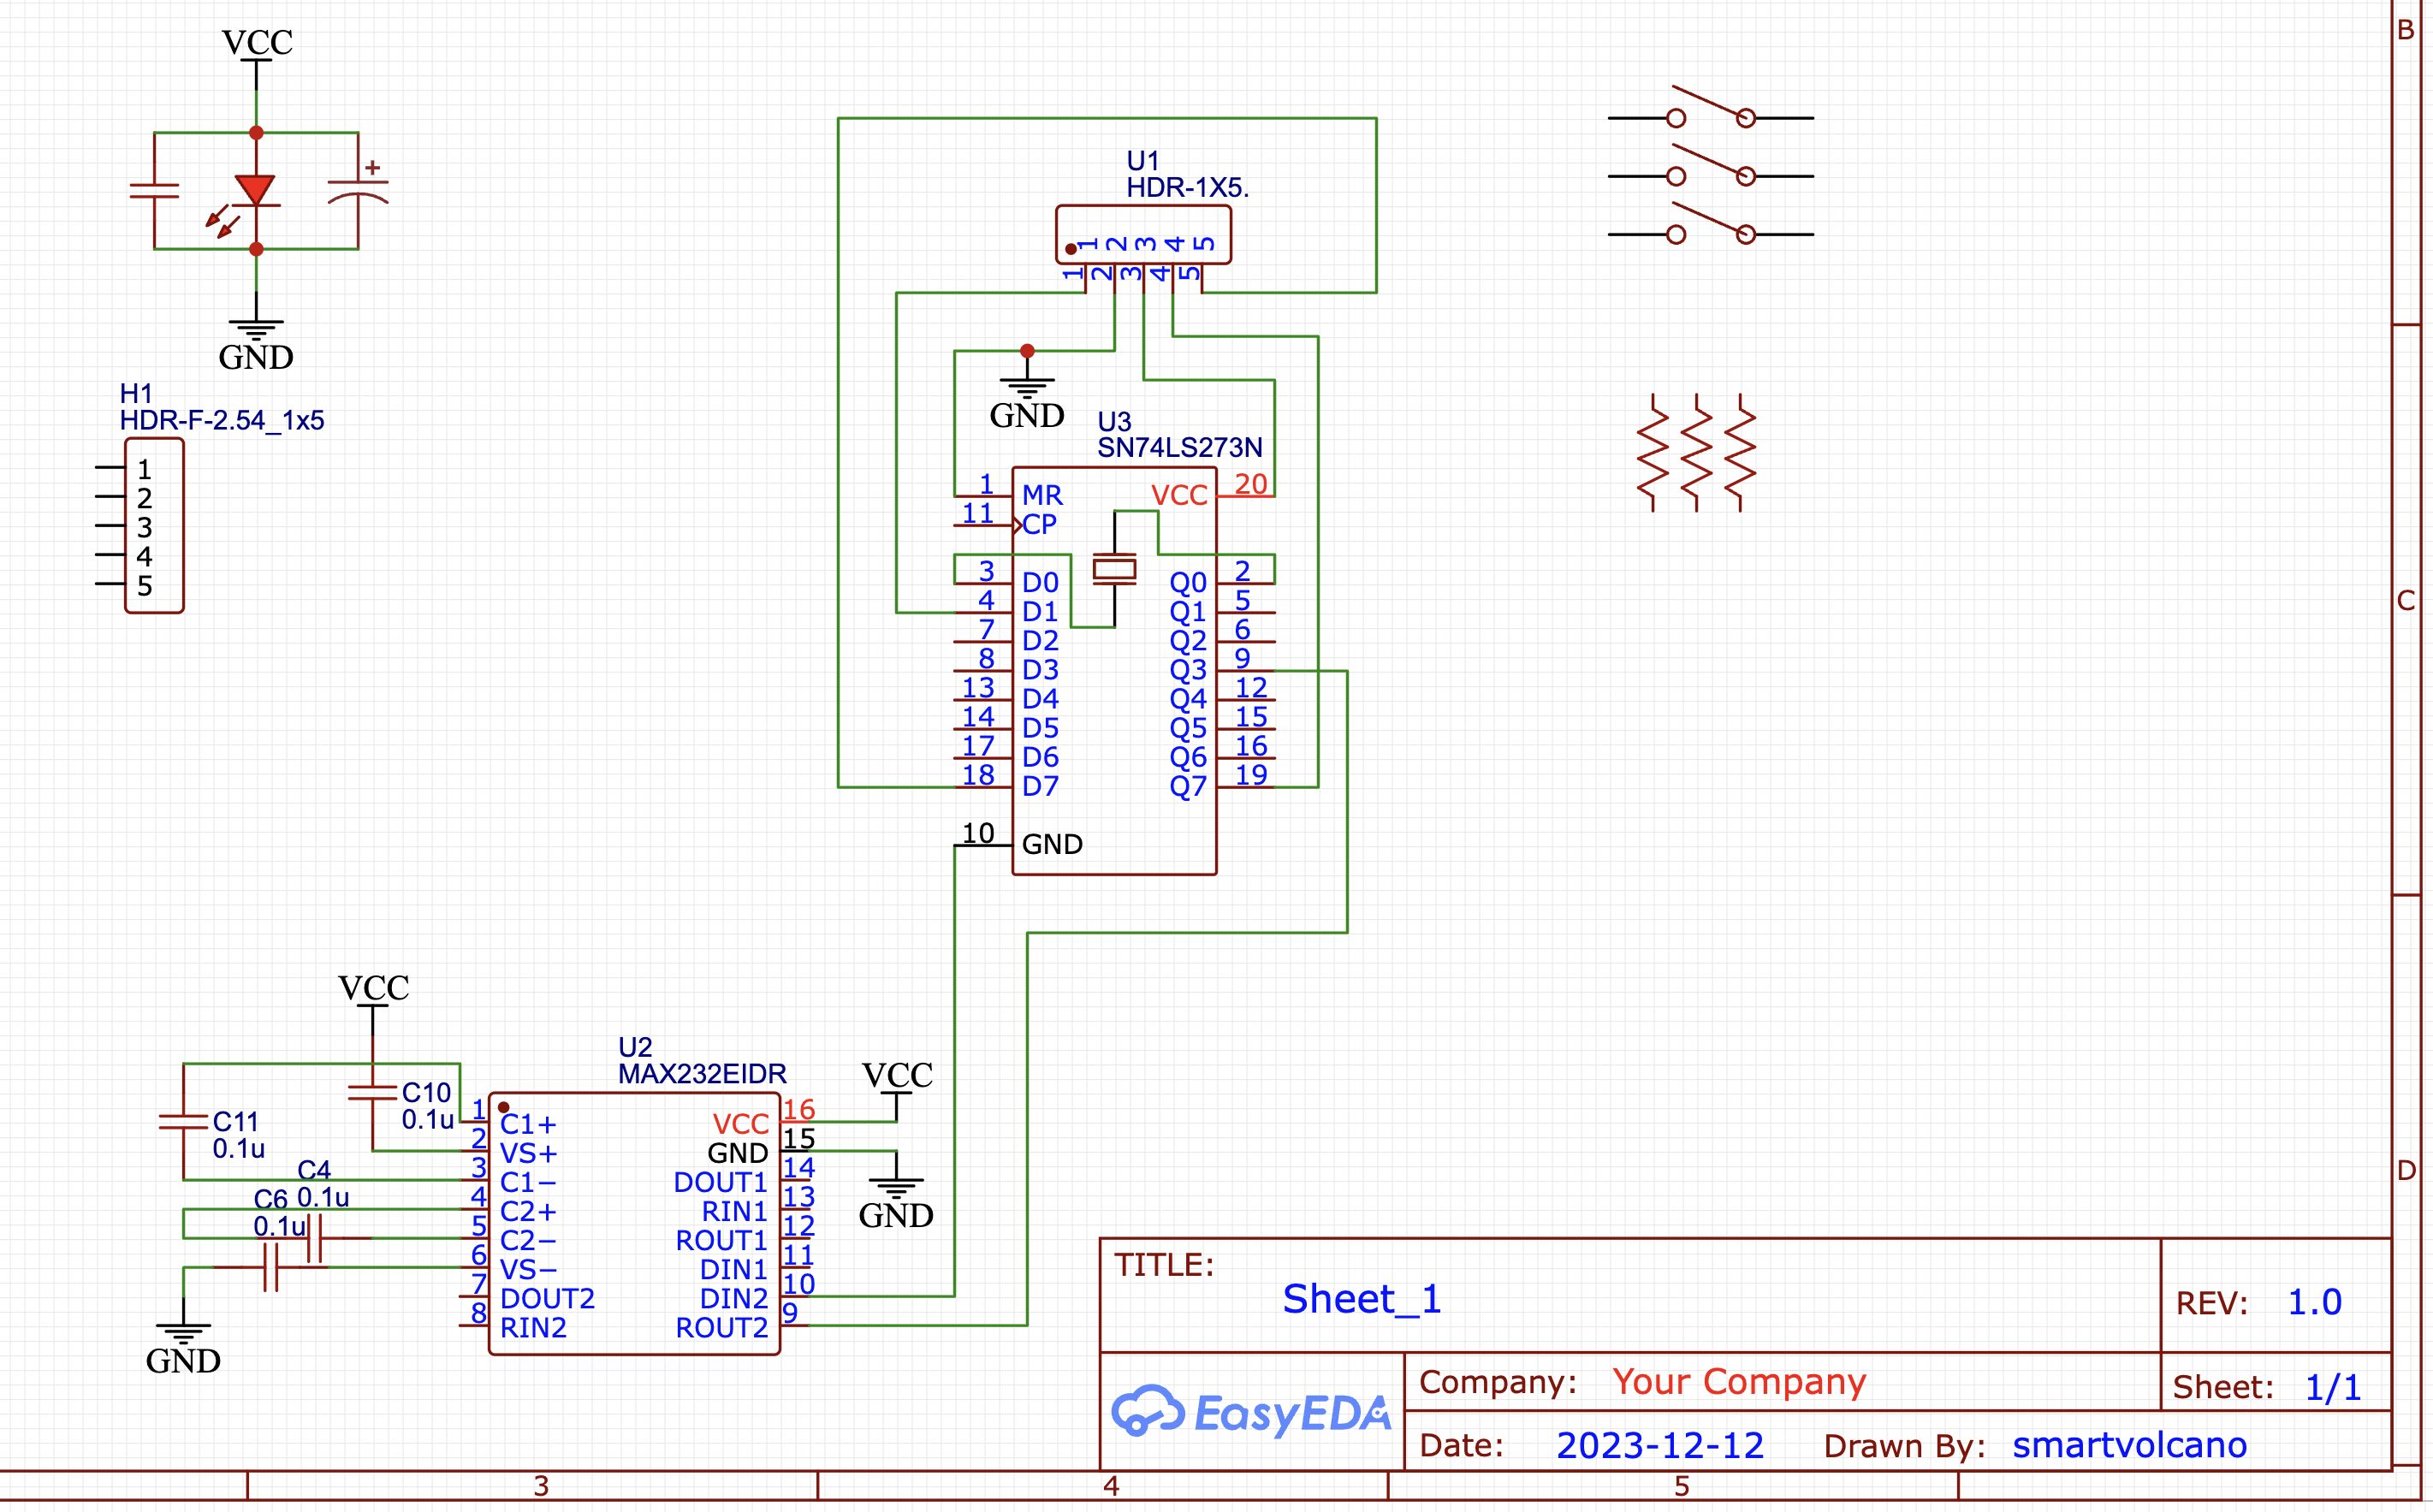 VCC
GND
H1
HDR-F-2.54_1x5
1
2
3
4
5
U1
HDR-1X5.
1 2 3 4 5
1 2 3 4 5
GND
U3
SN74LS273N
1 MR VCC 20
11 CP
3 D0 Q0 2
4 D1 Q1 5
7 D2 Q2 6
8 D3 Q3 9
13 D4 Q4 12
14 D5 Q5 15
17 D6 Q6 16
18 D7 Q7 19
10 GND
VCC
C10
0.1u
C11
0.1u
C4
0.1u
C6
0.1u
GND
U2
MAX232EIDR
1 C1+ VCC 16
2 VS+ GND 15
3 C1− DOUT1 14
4 C2+ RIN1 13
5 C2− ROUT1 12
6 VS− DIN1 11
7 DOUT2 DIN2 10
8 RIN2 ROUT2 9
VCC
GND
TITLE:
Sheet_1
REV: 1.0
EasyEDA
Company: Your Company
Sheet: 1/1
Date: 2023-12-12 Drawn By: smartvolcano
B
C
D
3 4 5